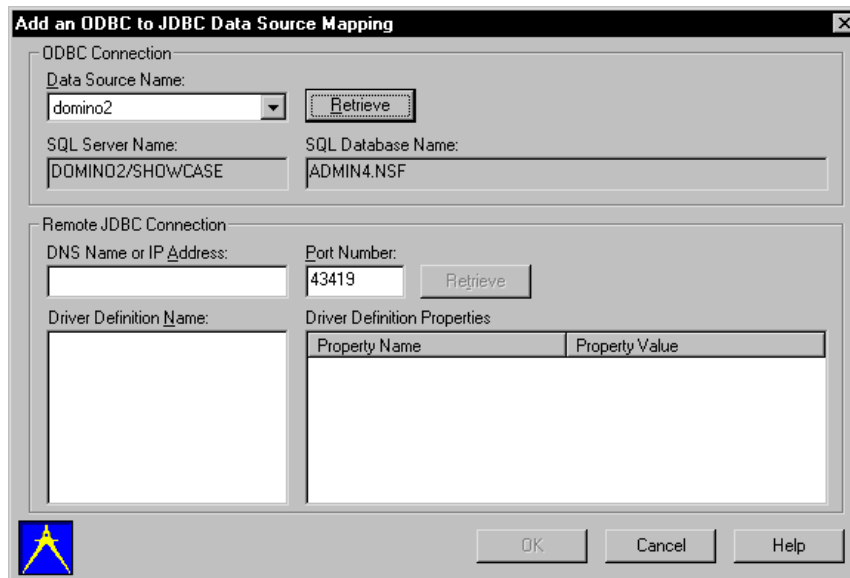 Add an ODBC to JDBC Data Source Mapping
ODBC Connection
Data Source Name:
domino2 Retrieve
SQL Server Name: SQL Database Name:
DOMINO2/SHOWCASE ADMIN4.NSF
Remote JDBC Connection
DNS Name or IP Address: Port Number:
43419 Retrieve
Driver Definition Name: Driver Definition Properties
Property Name Property Value
OK Cancel Help